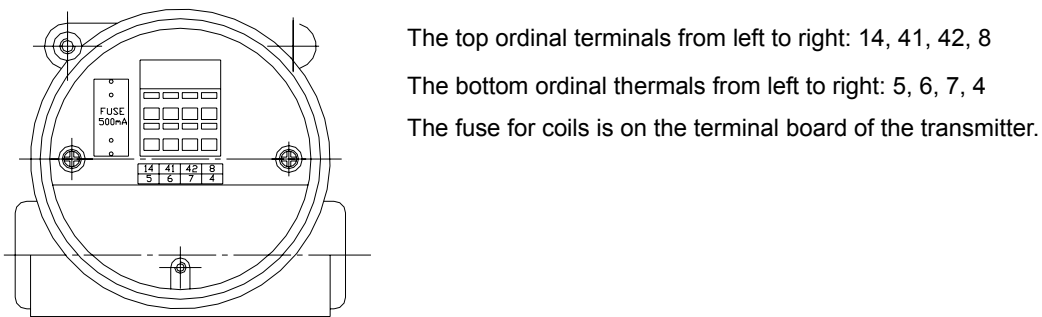 The top ordinal terminals from left to right: 14, 41, 42, 8
The bottom ordinal thermals from left to right: 5, 6, 7, 4
The fuse for coils is on the terminal board of the transmitter.
FUSE
500mA
14 41 42 8
5 6 7 4